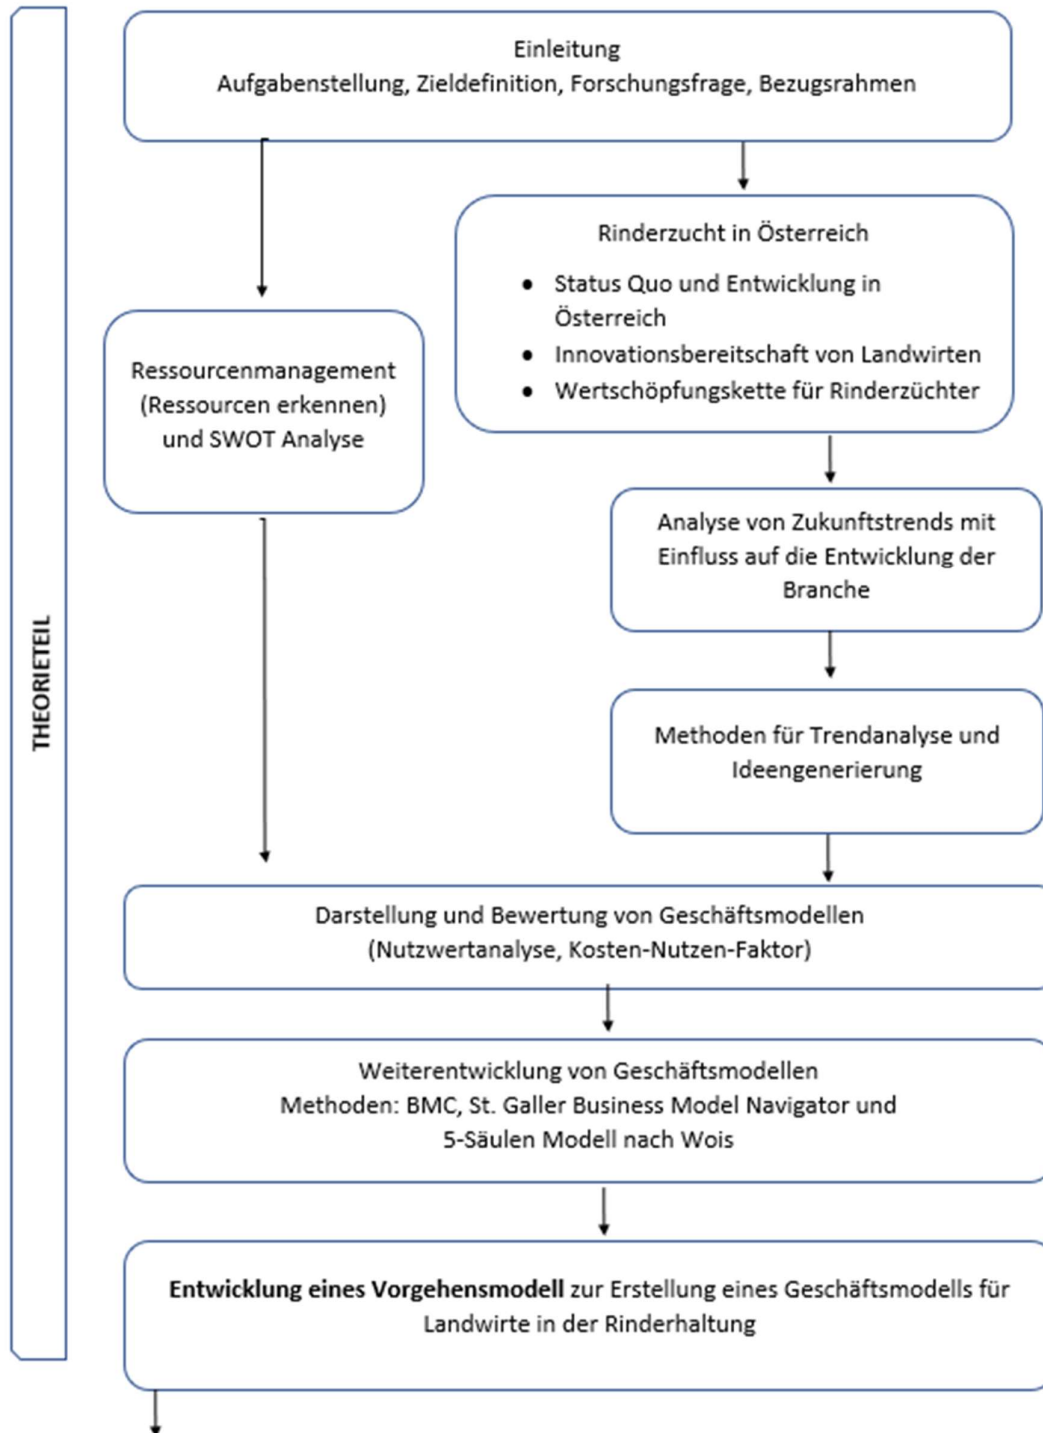 Einleitung
Aufgabenstellung, Zieldefinition, Forschungsfrage, Bezugsrahmen
Rinderzucht in Österreich
• Status Quo und Entwicklung in
Österreich
• Innovationsbereitschaft von Landwirten
• Wertschöpfungskette für Rinderzüchter
Ressourcenmanagement
(Ressourcen erkennen)
und SWOT Analyse
Analyse von Zukunftstrends mit
Einfluss auf die Entwicklung der
Branche
THEORIETEIL
Methoden für Trendanalyse und
Ideengenerierung
Darstellung und Bewertung von Geschäftsmodellen
(Nutzwertanalyse, Kosten-Nutzen-Faktor)
Weiterentwicklung von Geschäftsmodellen
Methoden: BMC, St. Galler Business Model Navigator und
5-Säulen Modell nach Wois
Entwicklung eines Vorgehensmodell zur Erstellung eines Geschäftsmodells für
Landwirte in der Rinderhaltung